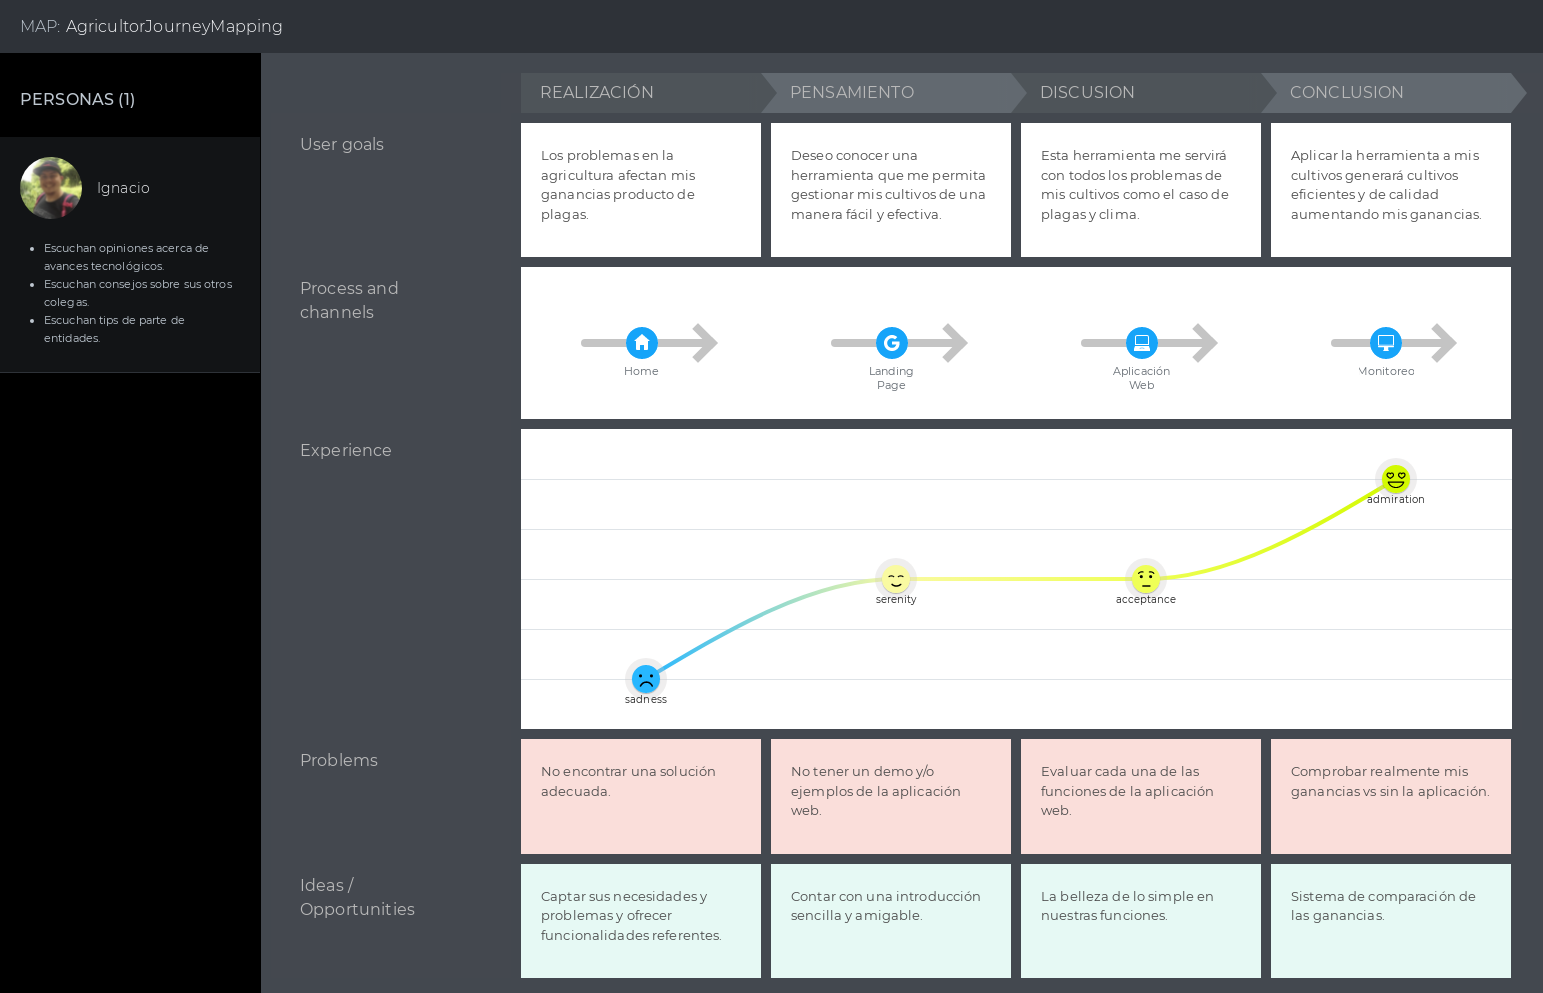 MAP: AgricultorJourneyMapping
PERSONAS (1)
Ignacio
Escuchan opiniones acerca de
avances tecnológicos.
Escuchan consejos sobre sus otros
colegas.
Escuchan tips de parte de
entidades.
REALIZACIÓN
PENSAMIENTO
DISCUSION
CONCLUSION
User goals
Los problemas en la
agricultura afectan mis
ganancias producto de
plagas.
Deseo conocer una
herramienta que me permita
gestionar mis cultivos de una
manera fácil y efectiva.
Esta herramienta me servirá
con todos los problemas de
mis cultivos como el caso de
plagas y clima.
Aplicar la herramienta a mis
cultivos generará cultivos
eficientes y de calidad
aumentando mis ganancias.
Process and
channels
Home
Landing
Page
Aplicación
Web
Monitoreo
Experience
sadness
serenity
acceptance
admiration
Problems
No encontrar una solución
adecuada.
No tener un demo y/o
ejemplos de la aplicación
web.
Evaluar cada una de las
funciones de la aplicación
web.
Comprobar realmente mis
ganancias vs sin la aplicación.
Ideas /
Opportunities
Captar sus necesidades y
problemas y ofrecer
funcionalidades referentes.
Contar con una introducción
sencilla y amigable.
La belleza de lo simple en
nuestras funciones.
Sistema de comparación de
las ganancias.